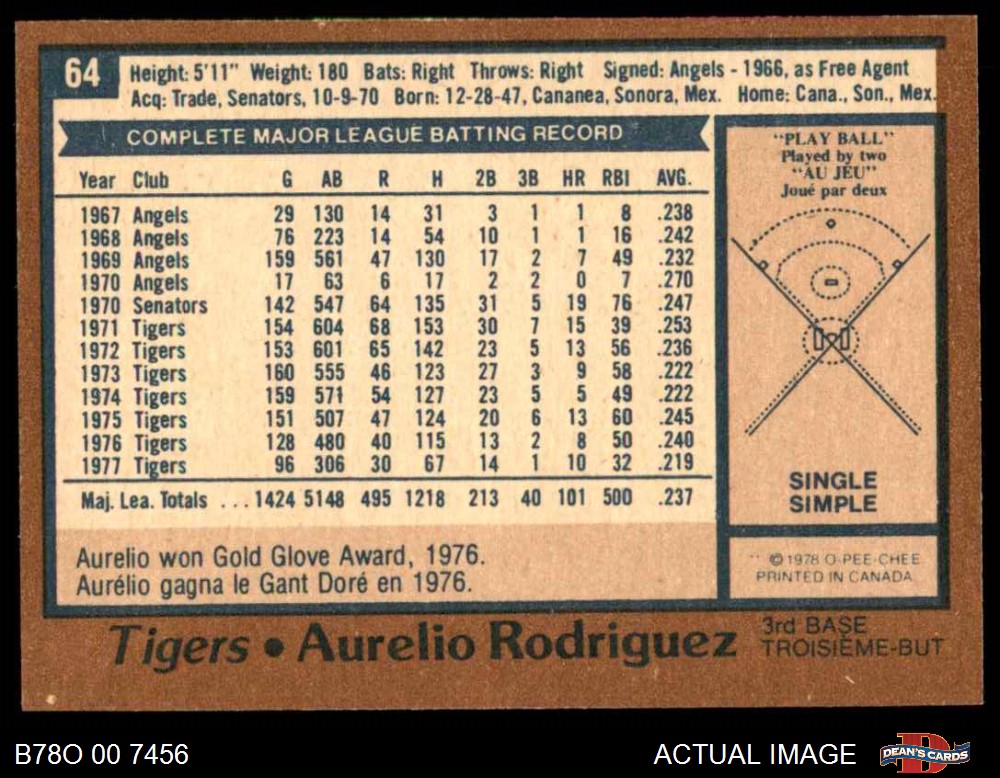 64
Height: 5'11" Weight: 180 Bats: Right Throws: Right Signed: Angels - 1966, as Free Agent
Acq: Trade, Senators, 10-9-70 Born: 12-28-47, Cananea, Sonora, Mex. Home: Cana., Son., Mex.
COMPLETE MAJOR LEAGUE BATTING RECORD
Year Club G AB R H 2B 3B HR RBI AVG.
1967 Angels 29 130 14 31 3 1 1 8 .238
1968 Angels 76 223 14 54 10 1 1 16 .242
1969 Angels 159 561 47 130 17 2 7 49 .232
1970 Angels 17 63 6 17 2 2 0 7 .270
1970 Senators 142 547 64 135 31 5 19 76 .247
1971 Tigers 154 604 68 153 30 7 15 39 .253
1972 Tigers 153 601 65 142 23 5 13 56 .236
1973 Tigers 160 555 46 123 27 3 9 58 .222
1974 Tigers 159 571 54 127 23 5 5 49 .222
1975 Tigers 151 507 47 124 20 6 13 60 .245
1976 Tigers 128 480 40 115 13 2 8 50 .240
1977 Tigers 96 306 30 67 14 1 10 32 .219
Maj. Lea. Totals ... 1424 5148 495 1218 213 40 101 500 .237
Aurelio won Gold Glove Award, 1976.
Aurélio gagna le Gant Doré en 1976.
"PLAY BALL"
Played by two
"AU JEU"
Joué par deux
SINGLE
SIMPLE
© 1978 O-PEE-CHEE
PRINTED IN CANADA
Tigers • Aurelio Rodriguez
3rd BASE
TROISIÈME-BUT
B78O 00 7456
ACTUAL IMAGE
D
DEAN'S CARDS